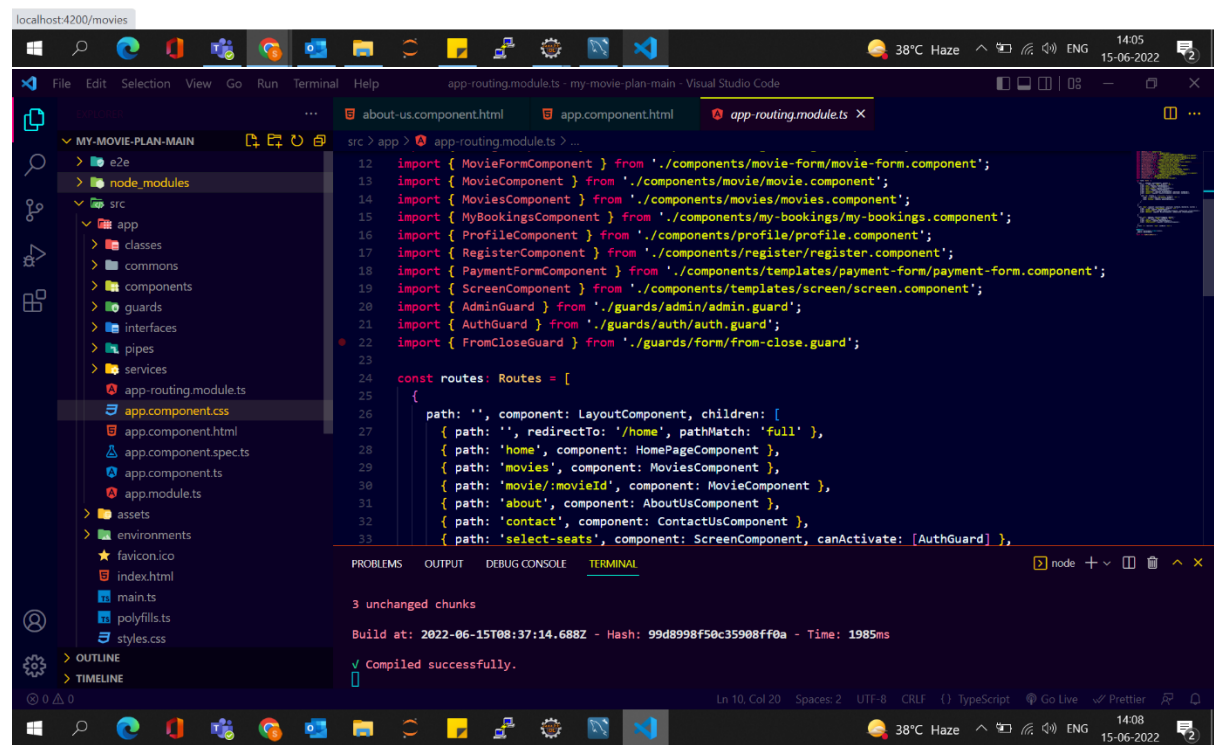 localhost:4200/movies
38°C Haze ENG 14:05
15-06-2022
2
File Edit Selection View Go Run Terminal Help app-routing.module.ts - my-movie-plan-main - Visual Studio Code
about-us.component.html app.component.html app-routing.module.ts
MY-MOVIE-PLAN-MAIN
e2e
node_modules
src
app
classes
commons
components
guards
interfaces
pipes
services
app-routing.module.ts
app.component.css
app.component.html
app.component.spec.ts
app.component.ts
app.module.ts
assets
environments
favicon.ico
index.html
main.ts
polyfills.ts
styles.css
OUTLINE
TIMELINE
src > app > app-routing.module.ts > ...
12 import { MovieFormComponent } from './components/movie-form/movie-form.component';
13 import { MovieComponent } from './components/movie/movie.component';
14 import { MoviesComponent } from './components/movies/movies.component';
15 import { MyBookingsComponent } from './components/my-bookings/my-bookings.component';
16 import { ProfileComponent } from './components/profile/profile.component';
17 import { RegisterComponent } from './components/register/register.component';
18 import { PaymentFormComponent } from './components/templates/payment-form/payment-form.component';
19 import { ScreenComponent } from './components/templates/screen/screen.component';
20 import { AdminGuard } from './guards/admin/admin.guard';
21 import { AuthGuard } from './guards/auth/auth.guard';
22 import { FromCloseGuard } from './guards/form/from-close.guard';
23
24 const routes: Routes = [
25 {
26 path: '', component: LayoutComponent, children: [
27 { path: '', redirectTo: '/home', pathMatch: 'full' },
28 { path: 'home', component: HomePageComponent },
29 { path: 'movies', component: MoviesComponent },
30 { path: 'movie/:movieId', component: MovieComponent },
31 { path: 'about', component: AboutUsComponent },
32 { path: 'contact', component: ContactUsComponent },
33 { path: 'select-seats', component: ScreenComponent, canActivate: [AuthGuard] },
PROBLEMS OUTPUT DEBUG CONSOLE TERMINAL node
3 unchanged chunks
Build at: 2022-06-15T08:37:14.688Z - Hash: 99d8998f50c35908ff0a - Time: 1985ms
√ Compiled successfully.
0 0 Ln 10, Col 20 Spaces: 2 UTF-8 CRLF {} TypeScript Go Live Prettier
38°C Haze ENG 14:08
15-06-2022
2